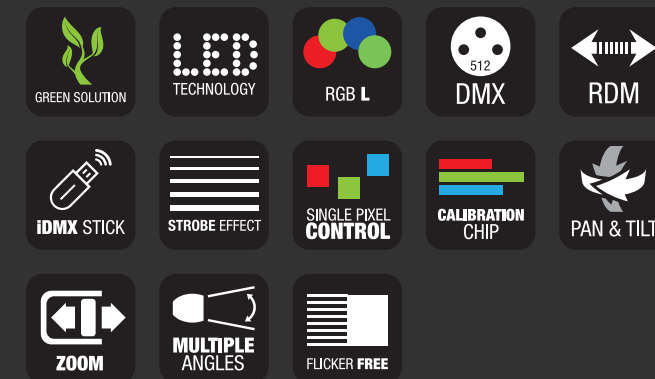 GREEN SOLUTION
LED
TECHNOLOGY
RGB L
512
DMX
RDM
iDMX STICK
STROBE EFFECT
SINGLE PIXEL
CONTROL
CALIBRATION
CHIP
PAN & TILT
ZOOM
MULTIPLE
ANGLES
FLICKER FREE